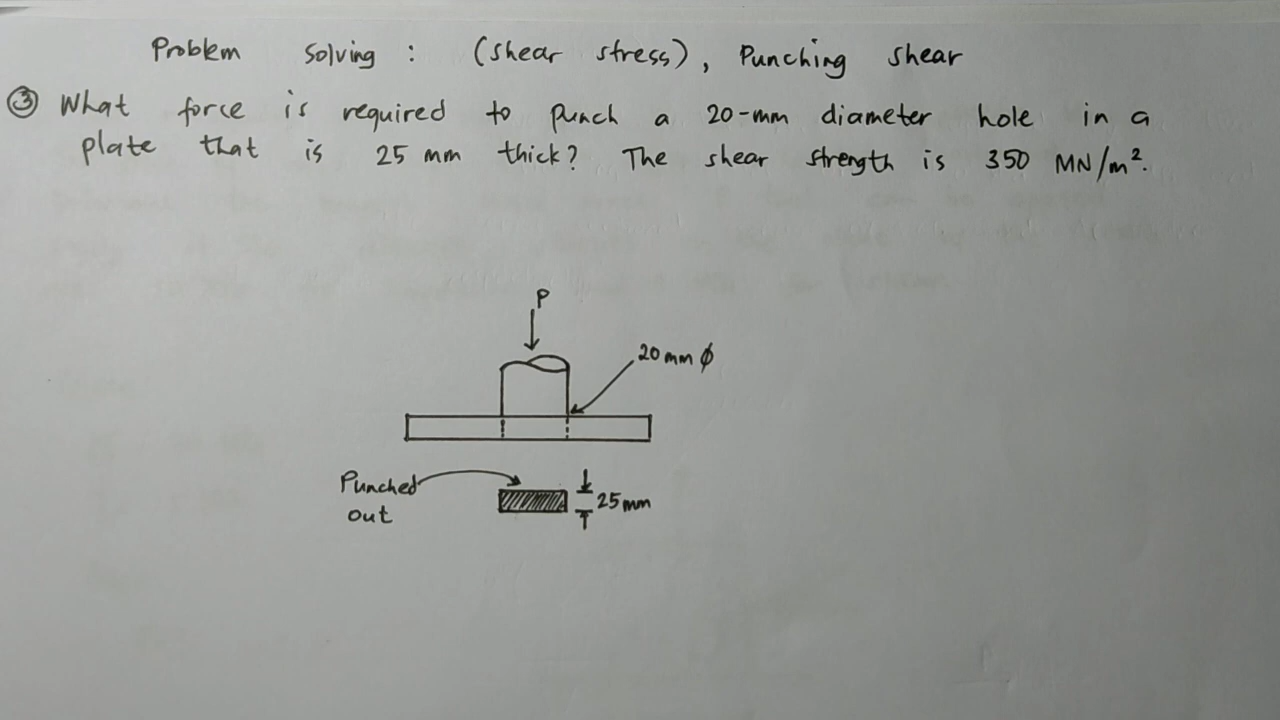 Problem Solving : (shear stress), Punching shear
③ What force is required to punch a 20-mm diameter hole in a
plate that is 25 mm thick? The shear strength is 350 MN/m².
P
20 mm ϕ
Punched
out
25 mm